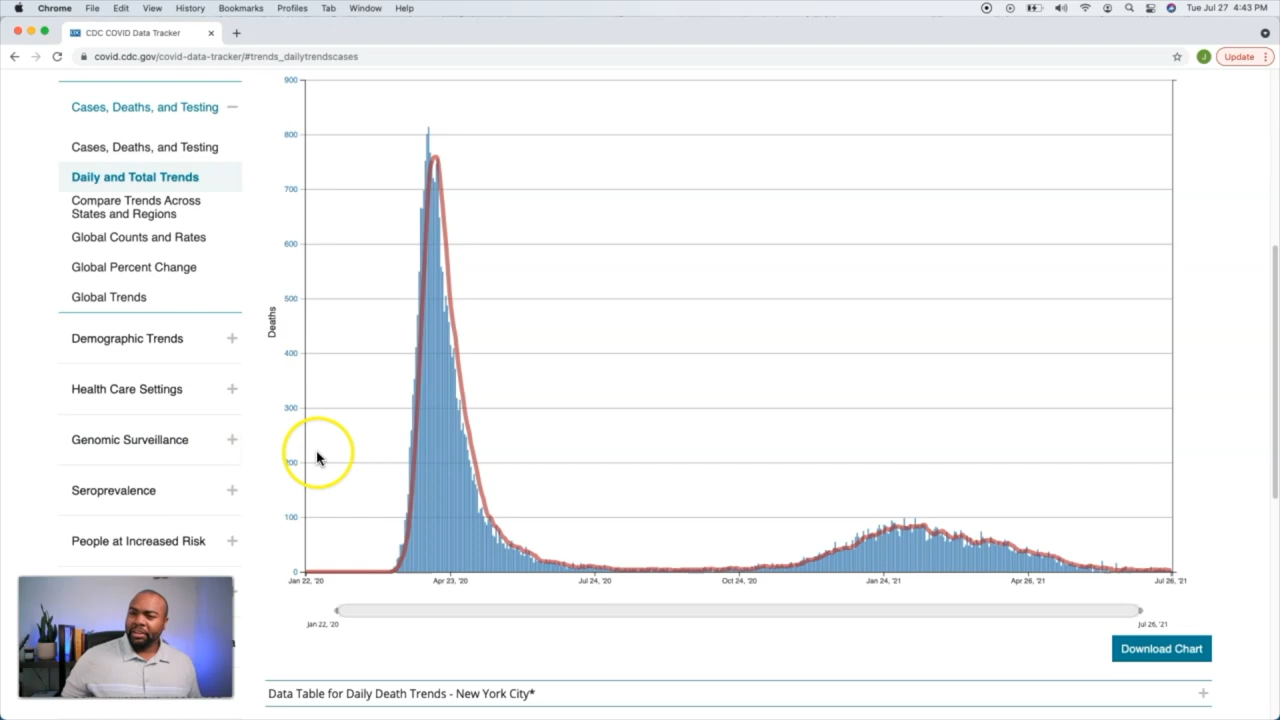 Chrome File Edit View History Bookmarks Profiles Tab Window Help Tue Jul 27 4:43 PM
CDC COVID Data Tracker
covid.cdc.gov/covid-data-tracker/#trends_dailytrendscases
J
Update
Cases, Deaths, and Testing
Cases, Deaths, and Testing
Daily and Total Trends
Compare Trends Across
States and Regions
Global Counts and Rates
Global Percent Change
Global Trends
Demographic Trends
Health Care Settings
Genomic Surveillance
Seroprevalence
People at Increased Risk
900
800
700
600
500
400
300
200
100
0
Deaths
Jan 22, '20 Apr 23, '20 Jul 24, '20 Oct 24, '20 Jan 24, '21 Apr 26, '21 Jul 26, '21
Jan 22, '20 Jul 26, '21
Download Chart
Data Table for Daily Death Trends - New York City*